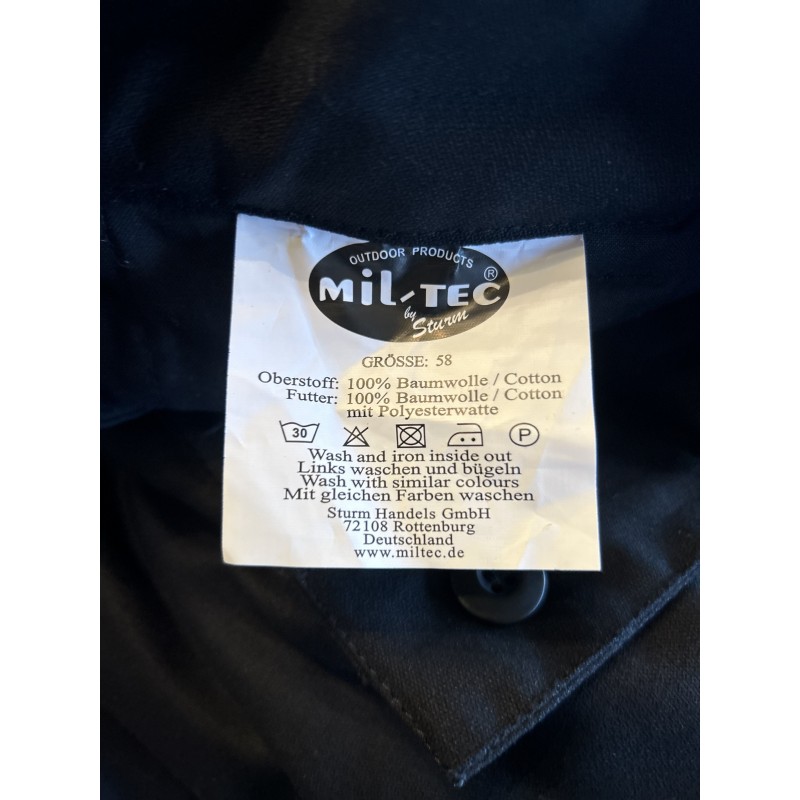 OUTDOOR PRODUCTS
MiL-TEC ®
by Sturm
GRÖSSE: 58
Oberstoff: 100% Baumwolle / Cotton
Futter: 100% Baumwolle / Cotton
mit Polyesterwatte
30 P
Wash and iron inside out
Links waschen und bügeln
Wash with similar colours
Mit gleichen Farben waschen
Sturm Handels GmbH
72108 Rottenburg
Deutschland
www.miltec.de